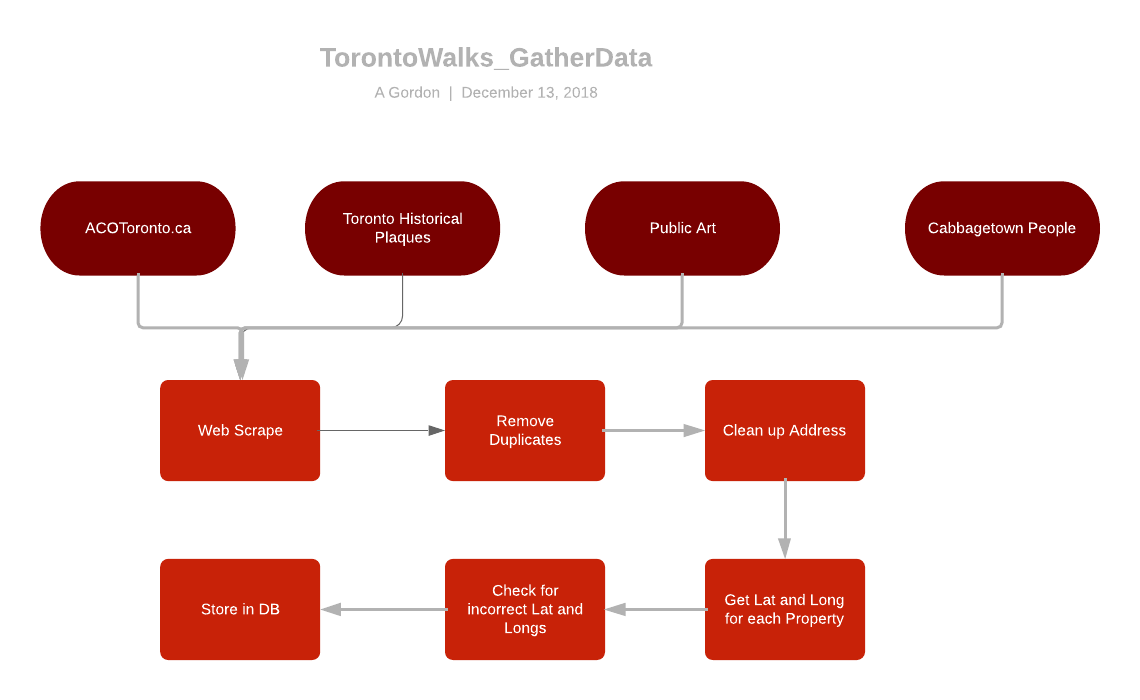 TorontoWalks_GatherData
A Gordon | December 13, 2018
ACOToronto.ca
Toronto Historical
Plaques
Public Art
Cabbagetown People
Web Scrape
Remove
Duplicates
Clean up Address
Store in DB
Check for
incorrect Lat and
Longs
Get Lat and Long
for each Property